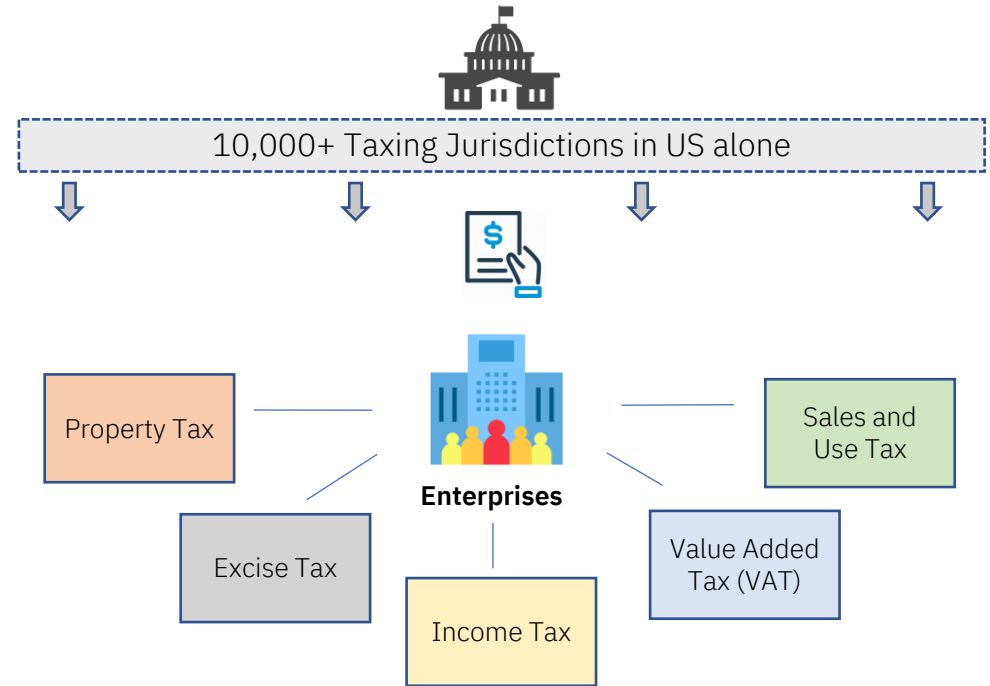 10,000+ Taxing Jurisdictions in US alone
$
Property Tax
Sales and
Use Tax
Enterprises
Excise Tax
Value Added
Tax (VAT)
Income Tax